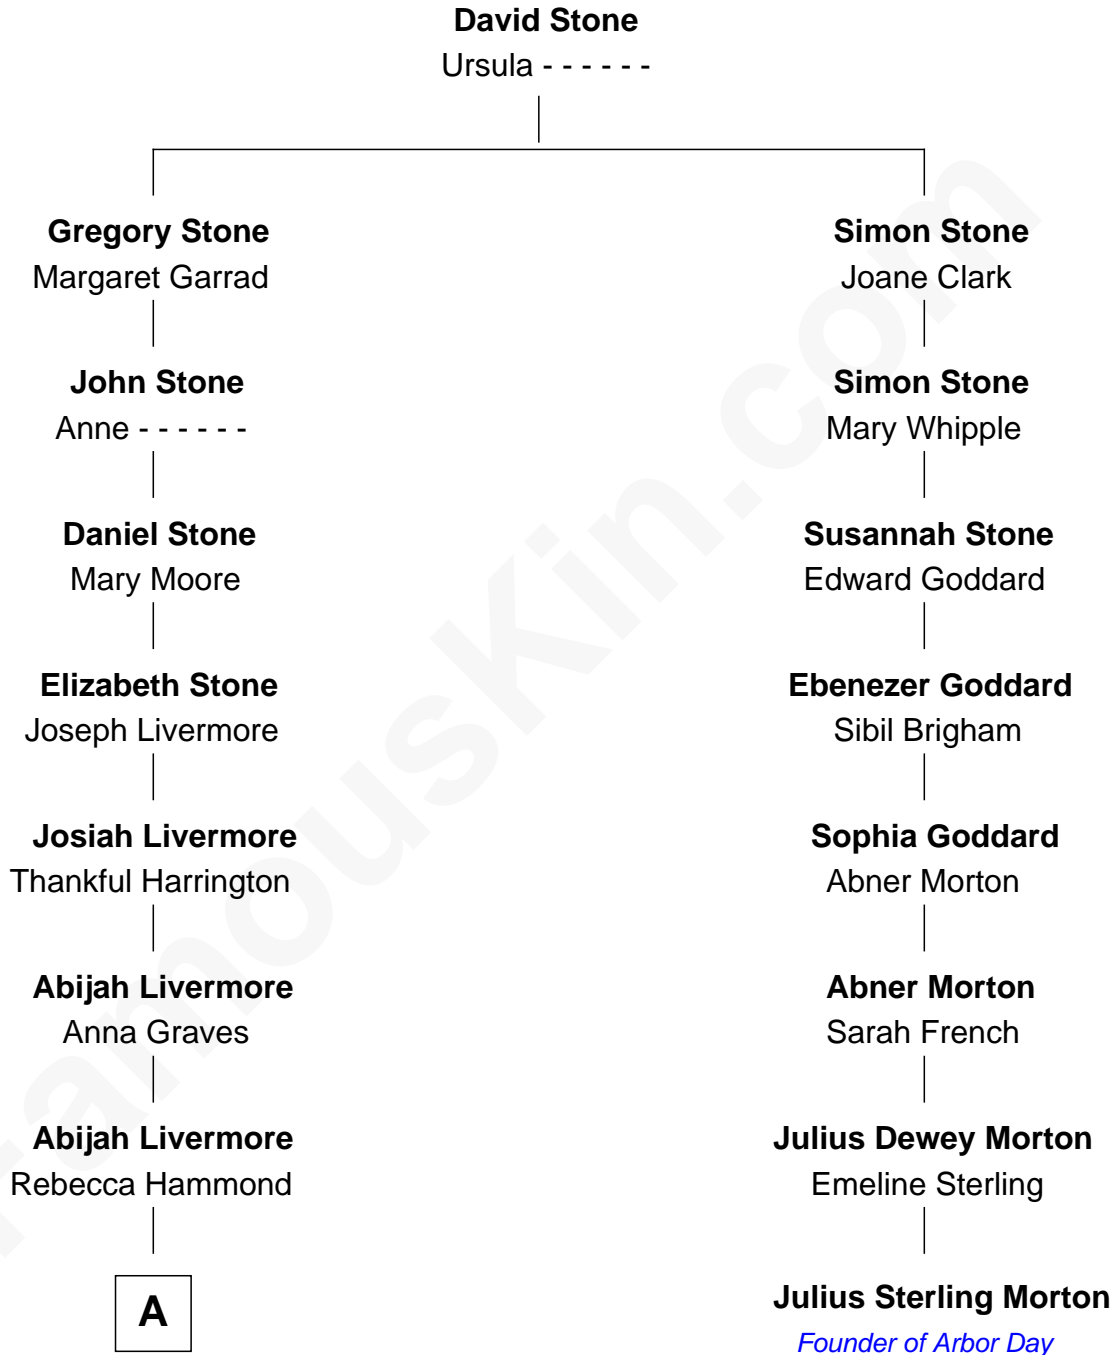 David Stone
Ursula - - - - - -
Gregory Stone
Margaret Garrad
Simon Stone
Joane Clark
John Stone
Anne - - - - - -
Simon Stone
Mary Whipple
Daniel Stone
Mary Moore
Susannah Stone
Edward Goddard
Elizabeth Stone
Joseph Livermore
Ebenezer Goddard
Sibil Brigham
Josiah Livermore
Thankful Harrington
Sophia Goddard
Abner Morton
Abijah Livermore
Anna Graves
Abner Morton
Sarah French
Abijah Livermore
Rebecca Hammond
Julius Dewey Morton
Emeline Sterling
A
Julius Sterling Morton
Founder of Arbor Day
FamousKin.com